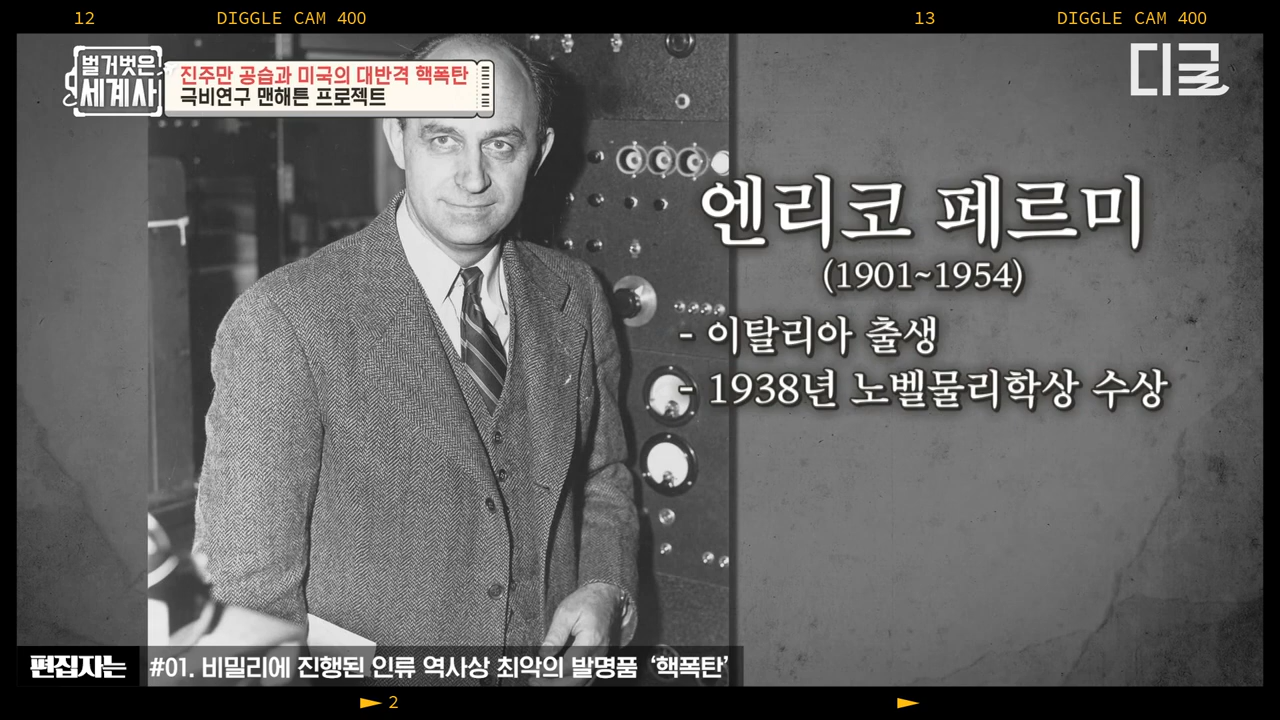 12 DIGGLE CAM 400 13 DIGGLE CAM 400
벌거벗은
세계사
진주만 공습과 미국의 대반격 핵폭탄
극비연구 맨해튼 프로젝트
디글
엔리코 페르미
(1901~1954)
- 이탈리아 출생
- 1938년 노벨물리학상 수상
편집자는 #01. 비밀리에 진행된 인류 역사상 최악의 발명품 ‘핵폭탄’
2